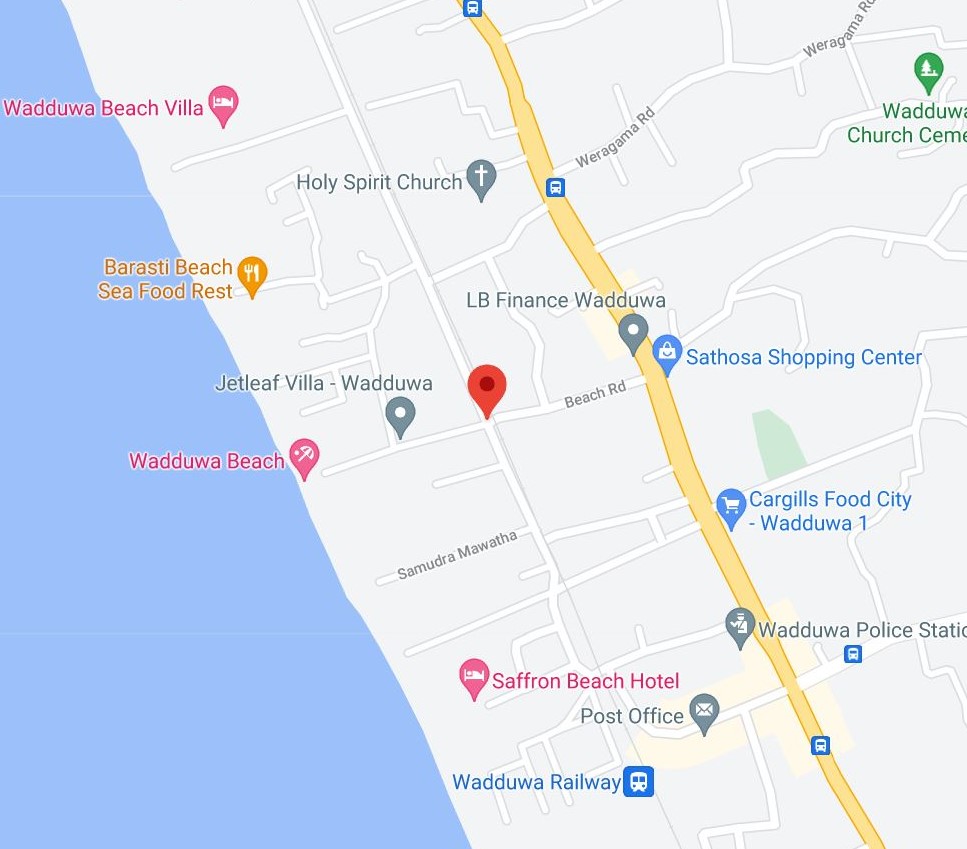 Weragama Rd
Wadduwa Beach Villa
Wadduwa
Church Ceme
Weragama Rd
Holy Spirit Church
Barasti Beach
Sea Food Rest
LB Finance Wadduwa
Sathosa Shopping Center
Jetleaf Villa - Wadduwa
Beach Rd
Wadduwa Beach
Cargills Food City
- Wadduwa 1
Samudra Mawatha
Wadduwa Police Statio
Saffron Beach Hotel
Post Office
Wadduwa Railway